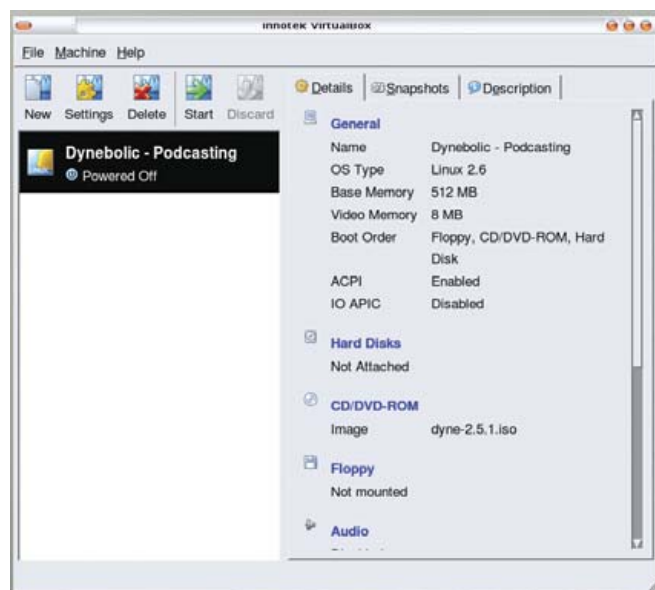 innotek VirtualBox
File Machine Help
New Settings Delete Start Discard
Details Snapshots Description
Dynebolic - Podcasting
Powered Off
General
Name Dynebolic - Podcasting
OS Type Linux 2.6
Base Memory 512 MB
Video Memory 8 MB
Boot Order Floppy, CD/DVD-ROM, Hard
Disk
ACPI Enabled
IO APIC Disabled
Hard Disks
Not Attached
CD/DVD-ROM
Image dyne-2.5.1.iso
Floppy
Not mounted
Audio